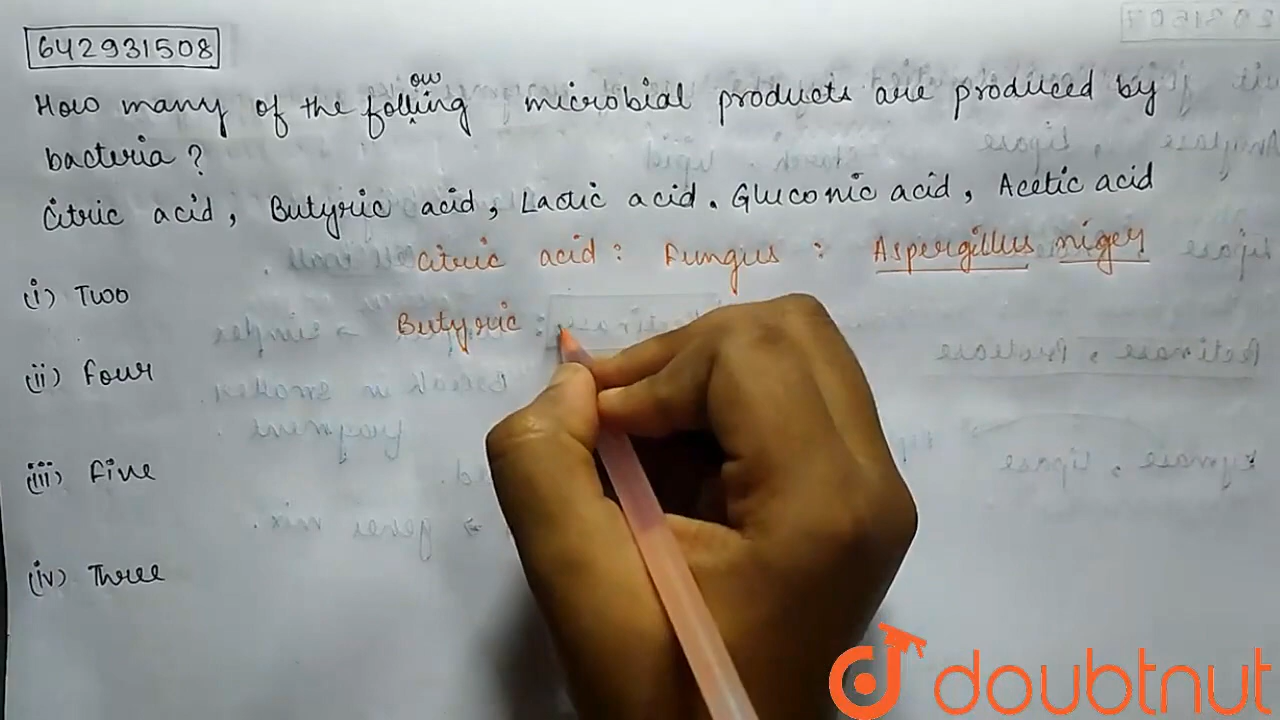 642931508
How many of the following microbial products are produced by
bacteria?
Citric acid, Butyric acid, Lactic acid. Gluconic acid, Acetic acid
Citric acid: Fungus : Aspergillus niger
(i) Two
Butyric :
(ii) Four
(iii) Five
(iv) Three
doubtnut